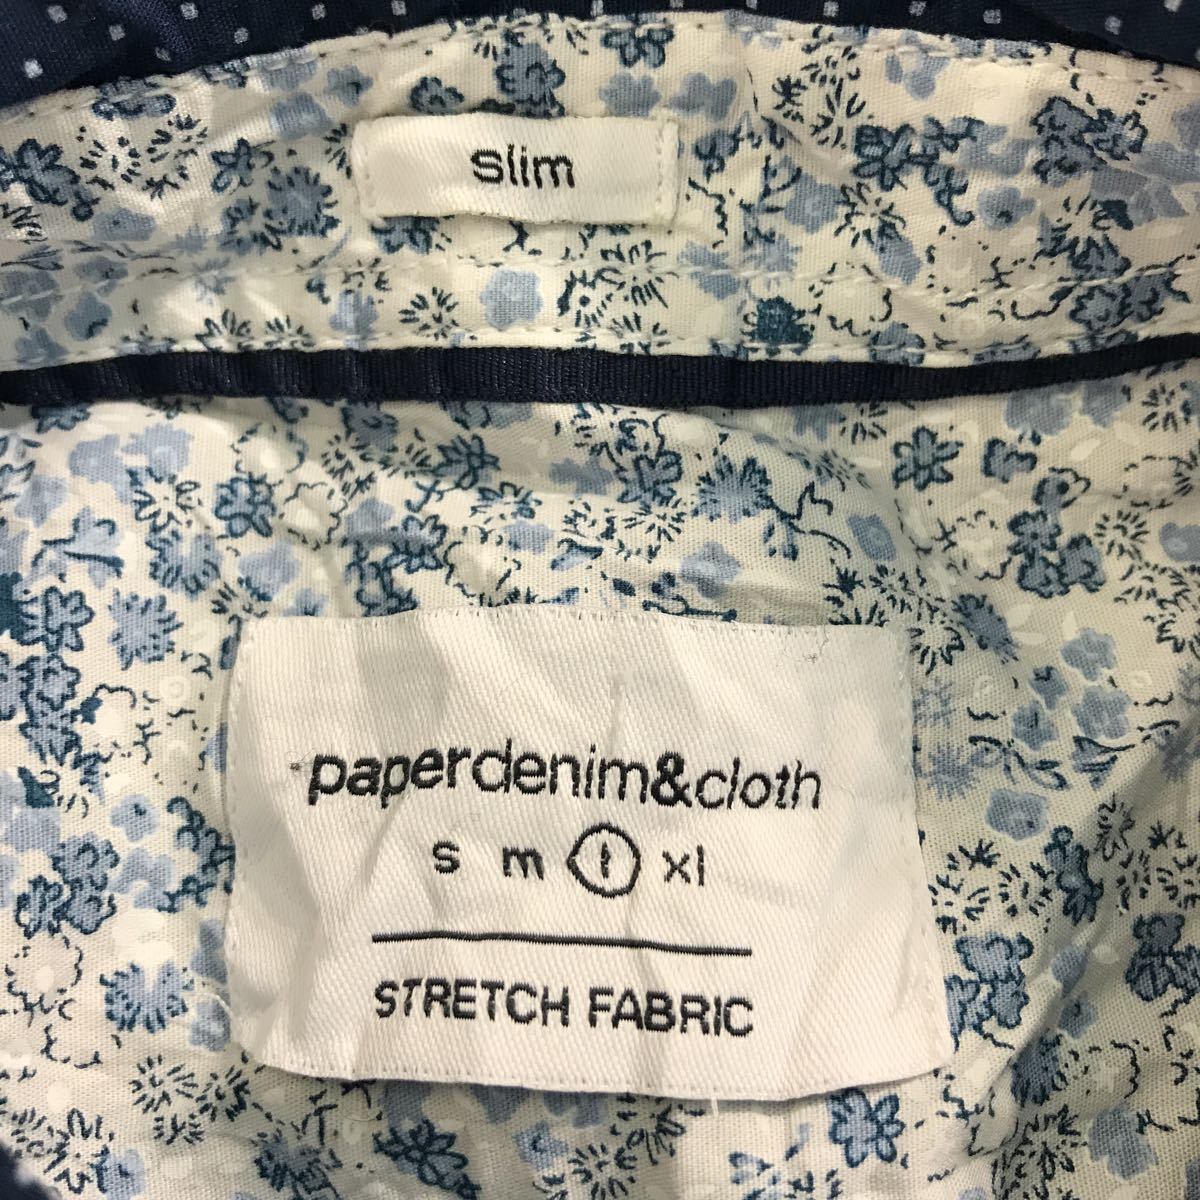 slim
paperdenim&cloth
s m l xl
STRETCH FABRIC